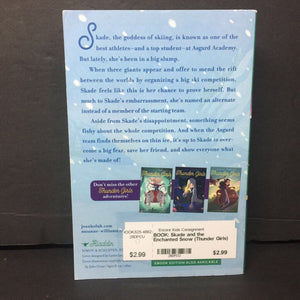 Skade, the goddess of skiing, is known as one of the
best athletes—and a top student—at Asgard Academy.
But lately, she's been in a big slump.
When three giants appear and offer to mend the rift
between the worlds by organizing a big ski competition,
Skade feels like this is her chance to prove herself. But
much to Skade's embarrassment, she's named an alternate
instead of a member of the starting team.
Aside from Skade's disappointment, something seems
fishy about the whole competition. And when the Asgard
team finds themselves on thin ice, it's up to Skade to over-
come a big fear, save her friend, and show everyone what
she's made of!
Don't miss the other
Thunder Girls
adventures!
Aladdin
Encore Kids Consignment
BOOK: Skade and the
Enchanted Snow (Thunder Girls)
$2.99
$2.99
EBOOK EDITION ALSO AVAILABLE